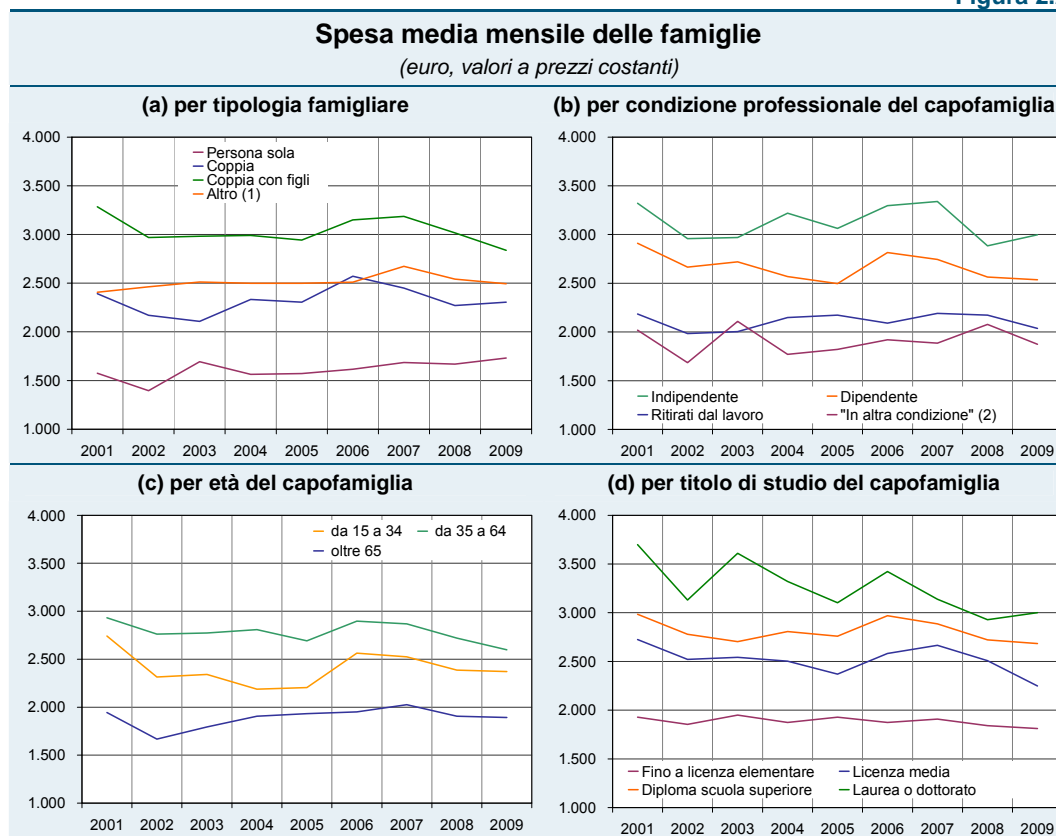 Figura 2.
Spesa media mensile delle famiglie
(euro, valori a prezzi costanti)
(a) per tipologia famigliare
4.000
3.500
3.000
2.500
2.000
1.500
1.000
Persona sola
Coppia
Coppia con figli
Altro (1)
2001 2002 2003 2004 2005 2006 2007 2008 2009
(b) per condizione professionale del capofamiglia
4.000
3.500
3.000
2.500
2.000
1.500
1.000
Indipendente Dipendente
Ritirati dal lavoro "In altra condizione" (2)
2001 2002 2003 2004 2005 2006 2007 2008 2009
(c) per età del capofamiglia
4.000
3.500
3.000
2.500
2.000
1.500
1.000
da 15 a 34 da 35 a 64
oltre 65
2001 2002 2003 2004 2005 2006 2007 2008 2009
(d) per titolo di studio del capofamiglia
4.000
3.500
3.000
2.500
2.000
1.500
1.000
Fino a licenza elementare Licenza media
Diploma scuola superiore Laurea o dottorato
2001 2002 2003 2004 2005 2006 2007 2008 2009